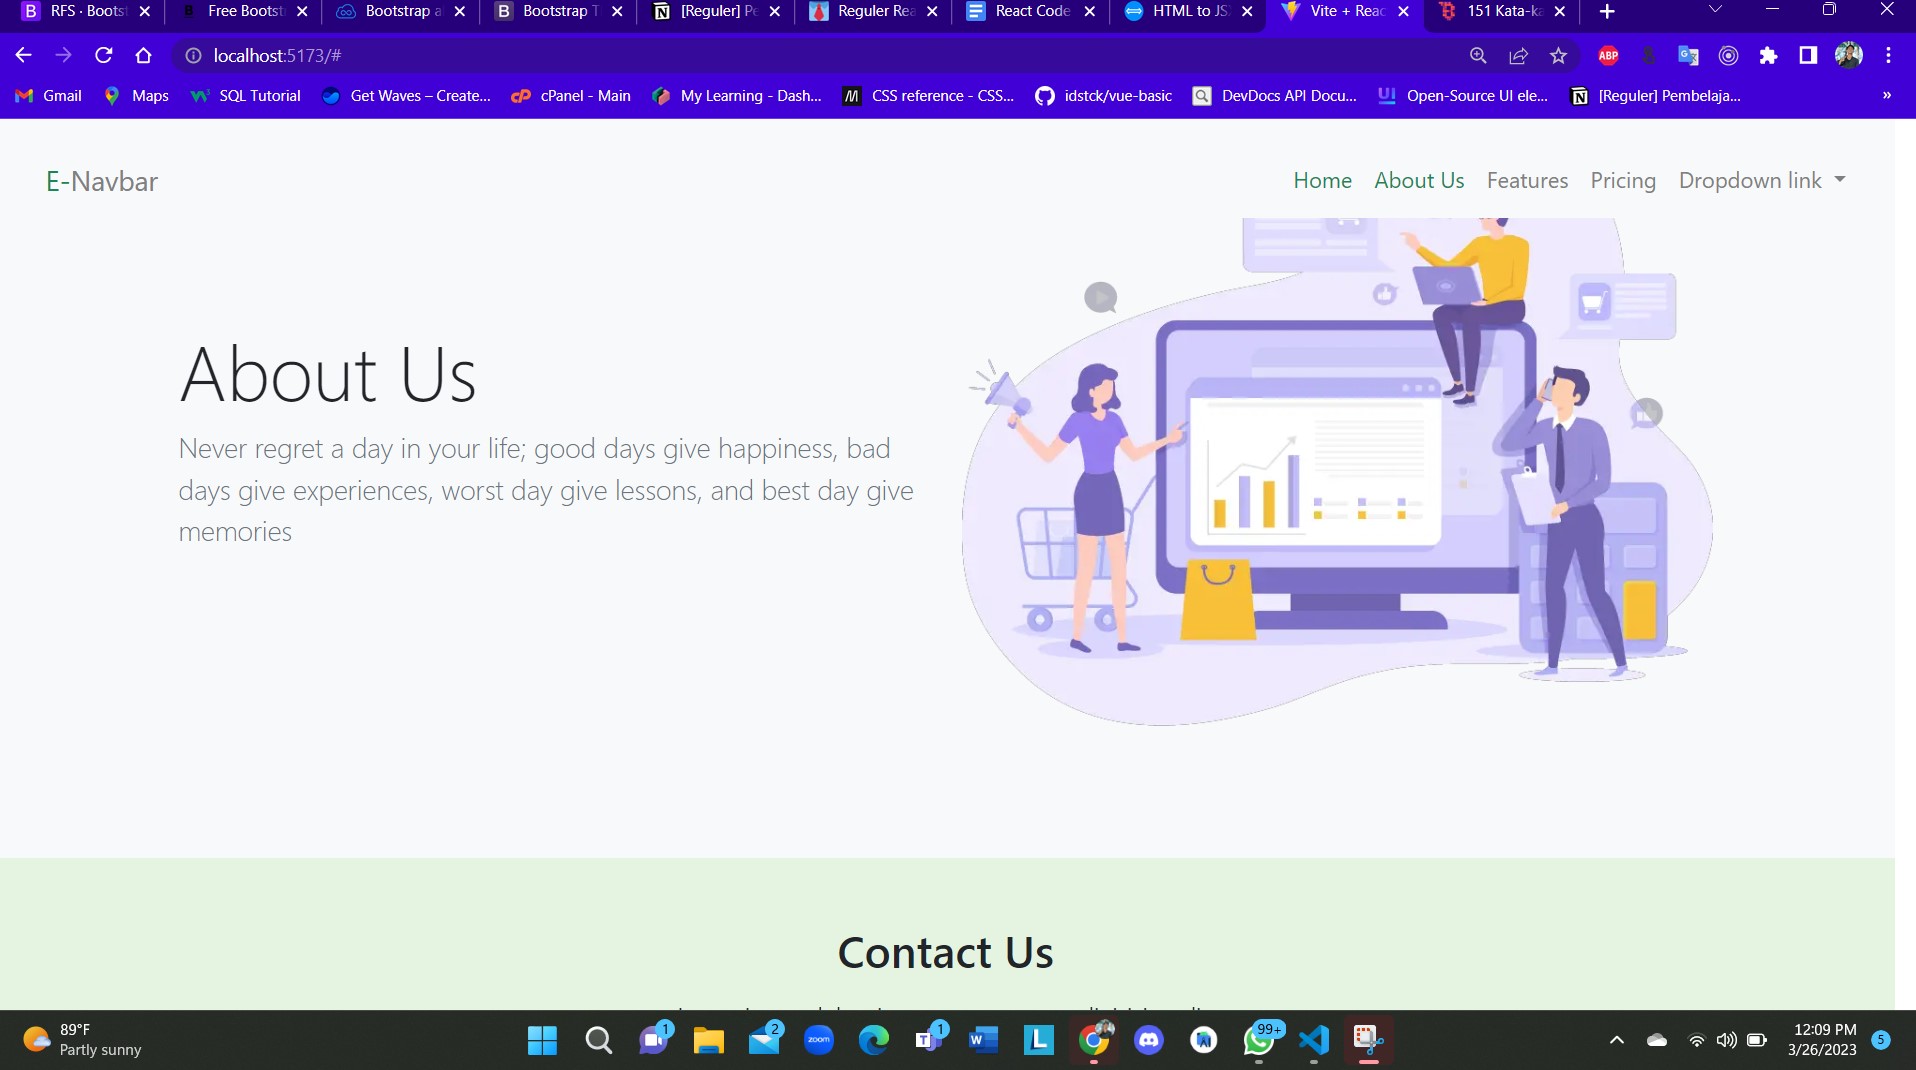 RFS · Boots
Free Bootst
Bootstrap a
Bootstrap T
[Reguler] Pe
Reguler Rea
React Code
HTML to JS
Vite + Reac
151 Kata-ka
localhost:5173/#
ABP
Gmail
Maps
SQL Tutorial
Get Waves – Create...
cPanel - Main
My Learning - Dash...
CSS reference - CSS...
idstck/vue-basic
DevDocs API Docu...
Open-Source UI ele...
[Reguler] Pembelaja...
»
E-Navbar
Home
About Us
Features
Pricing
Dropdown link
About Us
Never regret a day in your life; good days give happiness, bad
days give experiences, worst day give lessons, and best day give
memories
Contact Us
89°F
Partly sunny
1
2
zoom
1
99+
12:09 PM
3/26/2023
5